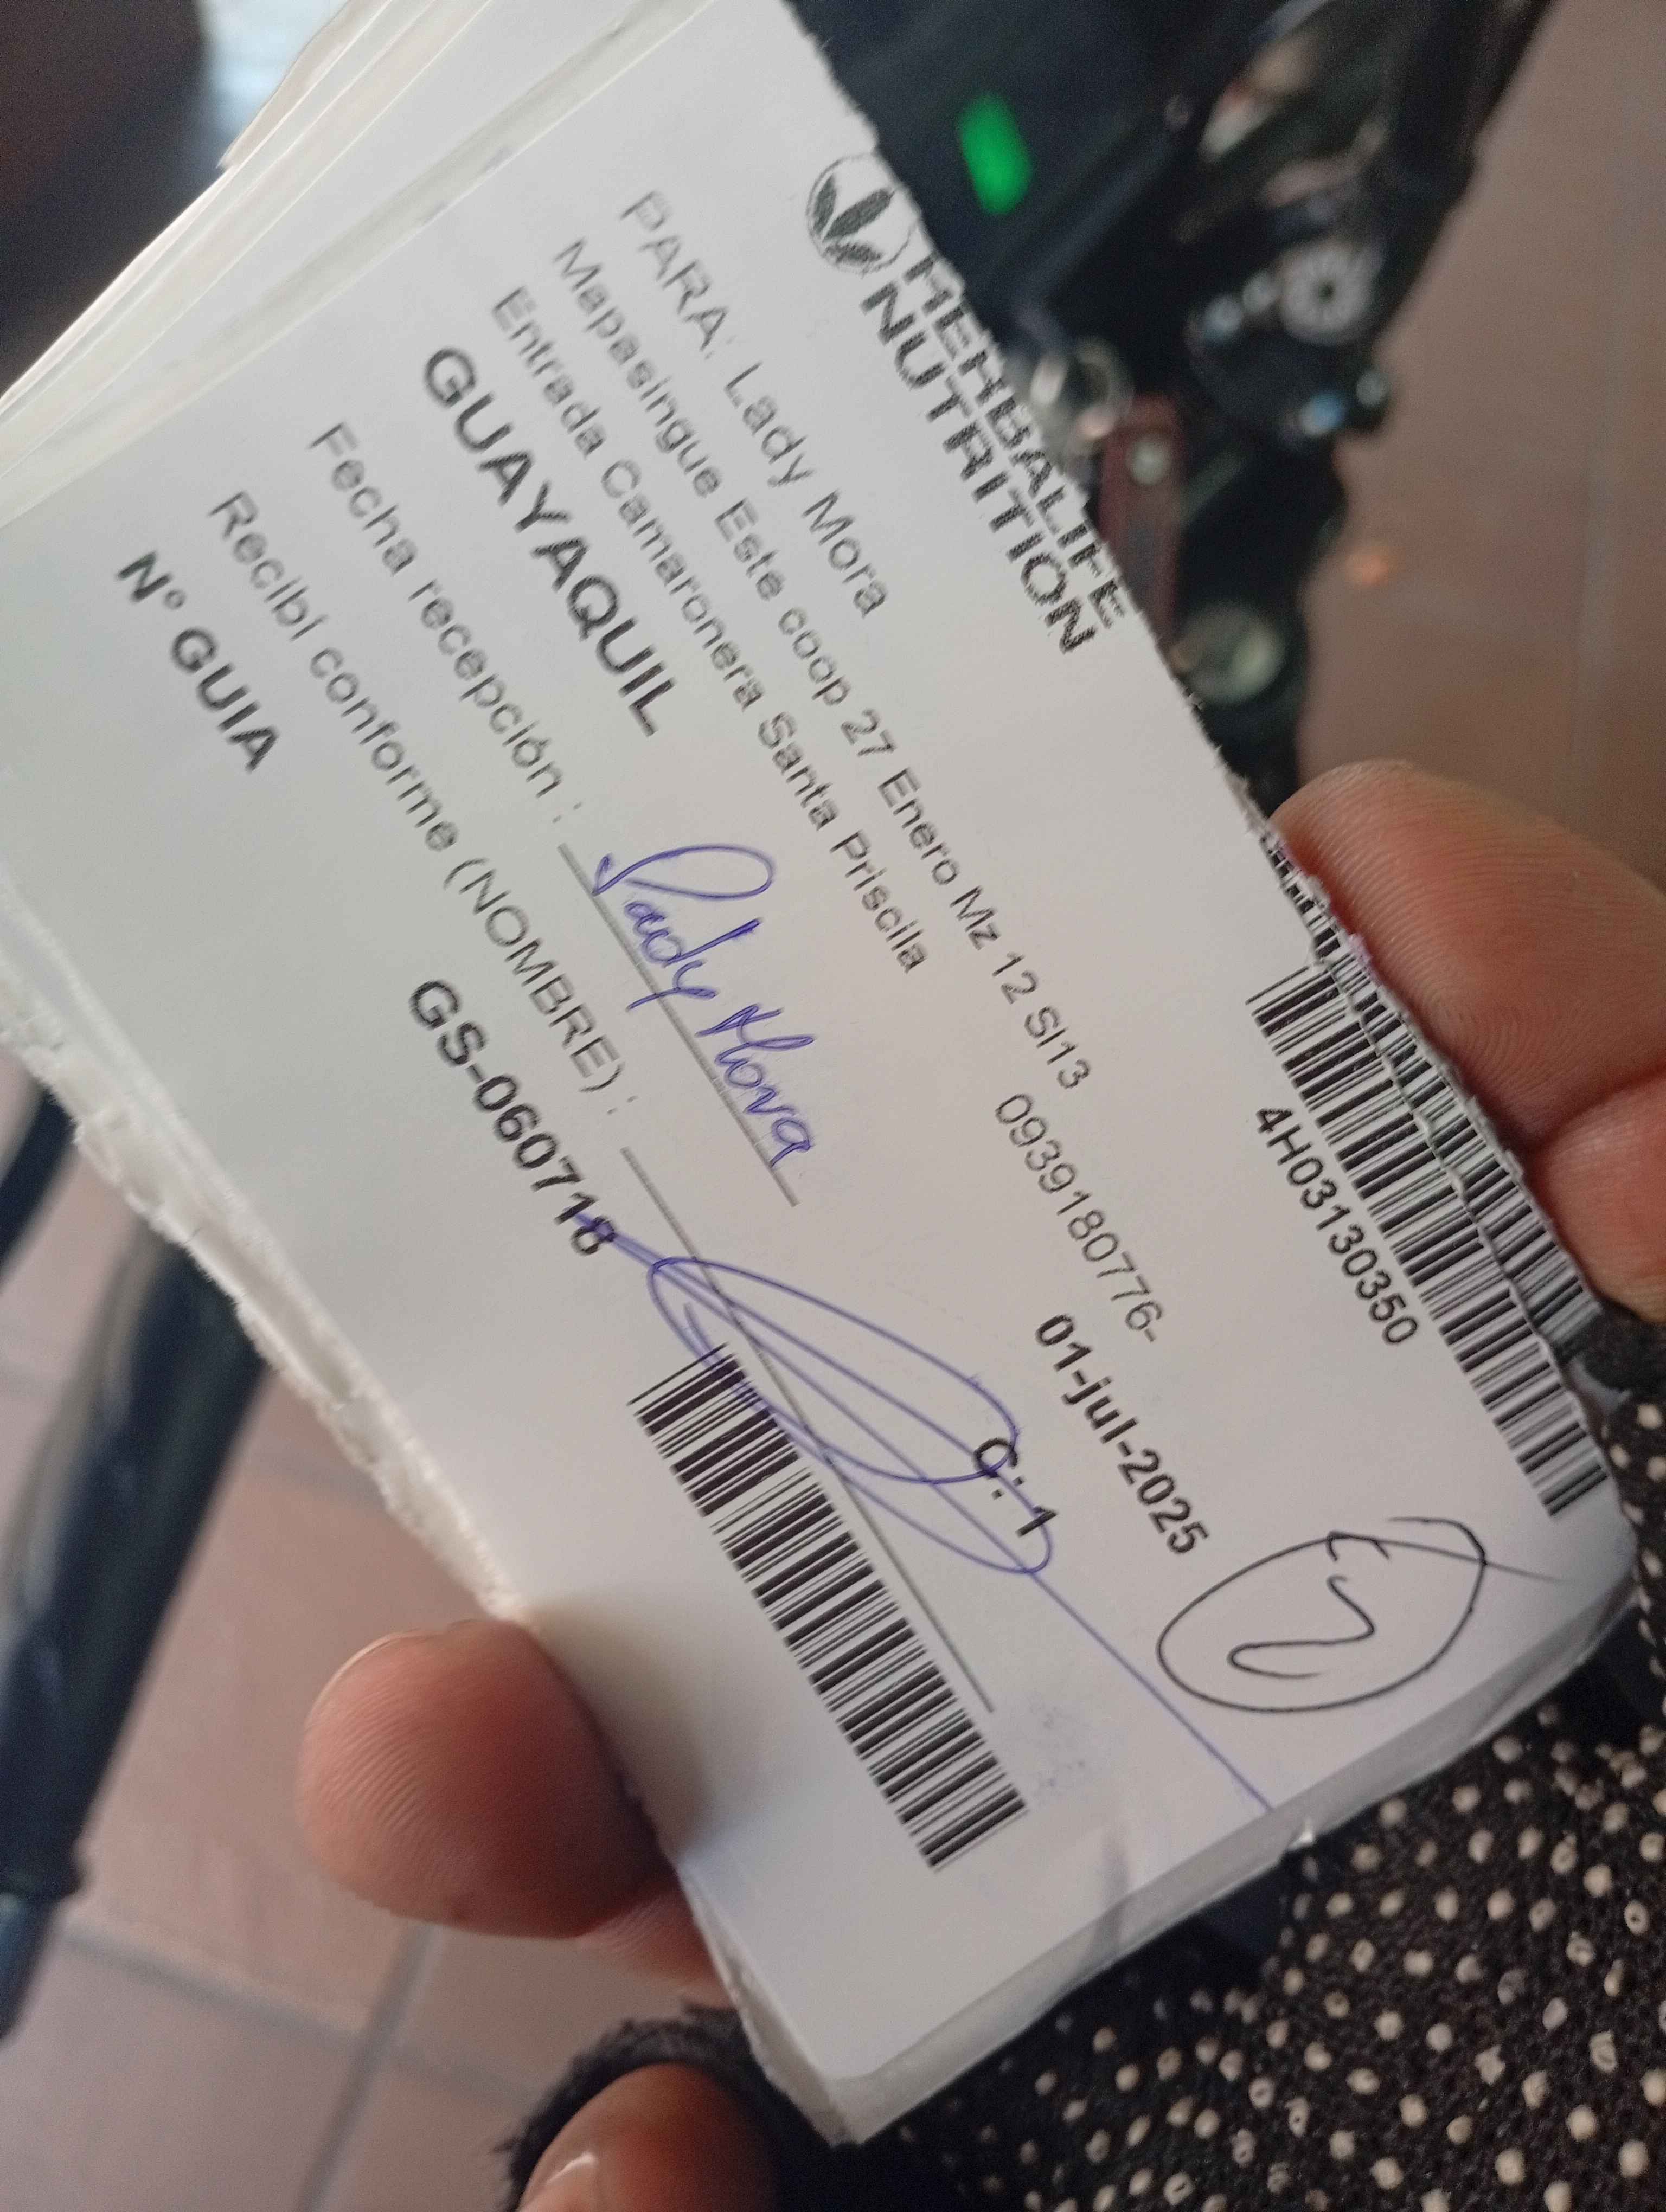 HERBALIFE
NUTRITION
4H03130350
PARA: Lady Mora
Mapasingue Este coop 27 Enero Mz 12 Sl13 0939180776-
Entrada Camaronera Santa Priscila
01-jul-2025
GUAYAQUIL
C: 1
Fecha recepción : Lady Mora
Recibí conforme (NOMBRE) :
Nº GUIA GS-060718